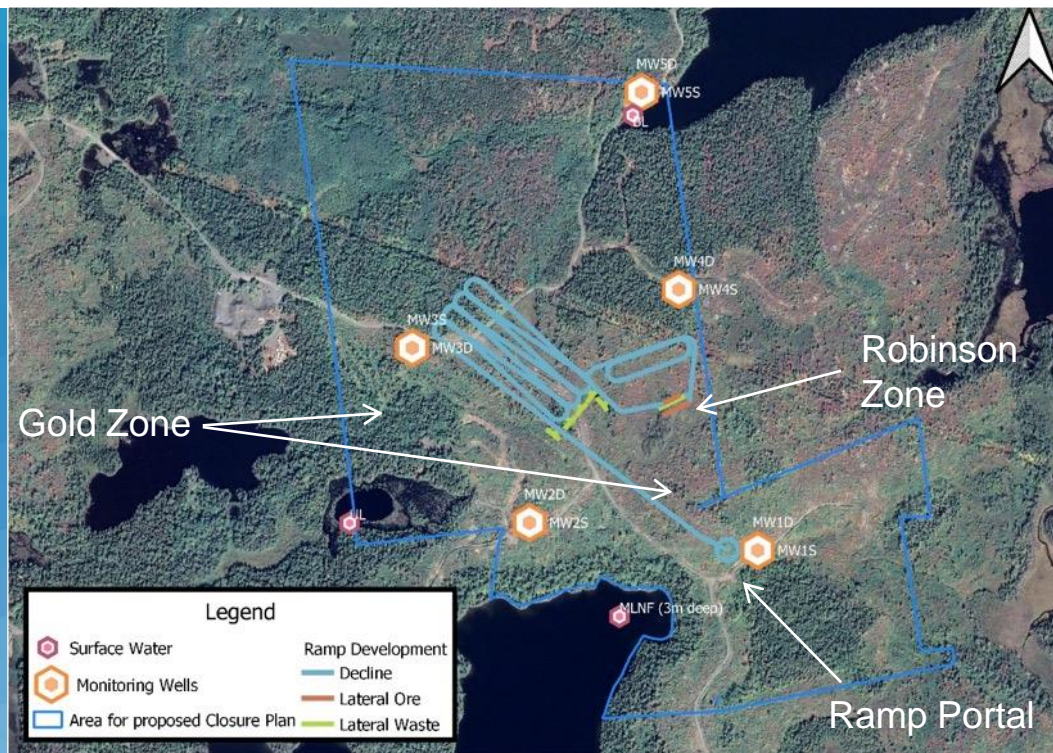 MW5D
MW5S
MW4D
MW4S
MW3S
MW3D
Robinson
Zone
Gold Zone
UL
MW2D
MW2S
MW1D
MW1S
MLNF (3m deep)
Ramp Portal
Legend
Surface Water
Monitoring Wells
Area for proposed Closure Plan
Ramp Development
Decline
Lateral Ore
Lateral Waste